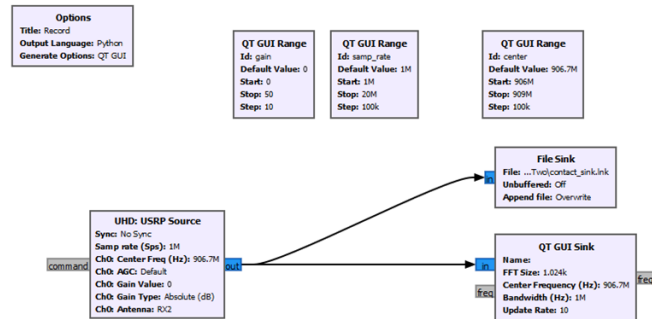 Options
Title: Record
Output Language: Python
Generate Options: QT GUI
QT GUI Range
Id: gain
Default Value: 0
Start: 0
Stop: 50
Step: 10
QT GUI Range
Id: samp_rate
Default Value: 1M
Start: 1M
Stop: 20M
Step: 100k
QT GUI Range
Id: center
Default Value: 906.7M
Start: 906M
Stop: 909M
Step: 100k
File Sink
File: ...Two\contact_sink.lnk
Unbuffered: Off
Append file: Overwrite
in
UHD: USRP Source
Sync: No Sync
Samp rate (Sps): 1M
Ch0: Center Freq (Hz): 906.7M
Ch0: AGC: Default
Ch0: Gain Value: 0
Ch0: Gain Type: Absolute (dB)
Ch0: Antenna: RX2
command
out
QT GUI Sink
Name:
FFT Size: 1.024k
Center Frequency (Hz): 906.7M
Bandwidth (Hz): 1M
Update Rate: 10
in
freq
freq